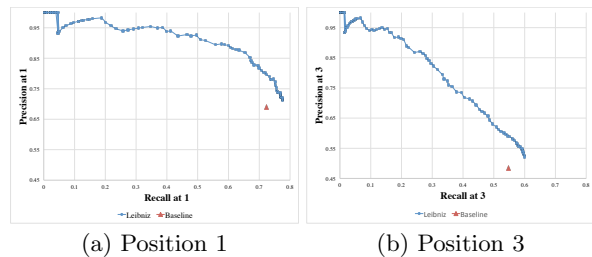 Precision at 1
0.95
0.85
0.75
0.65
0.55
0.45
0 0.1 0.2 0.3 0.4 0.5 0.6 0.7 0.8
Recall at 1
Leibniz Baseline
(a) Position 1
Precision at 3
0.95
0.85
0.75
0.65
0.55
0.45
0 0.1 0.2 0.3 0.4 0.5 0.6 0.7 0.8
Recall at 3
Leibniz Baseline
(b) Position 3